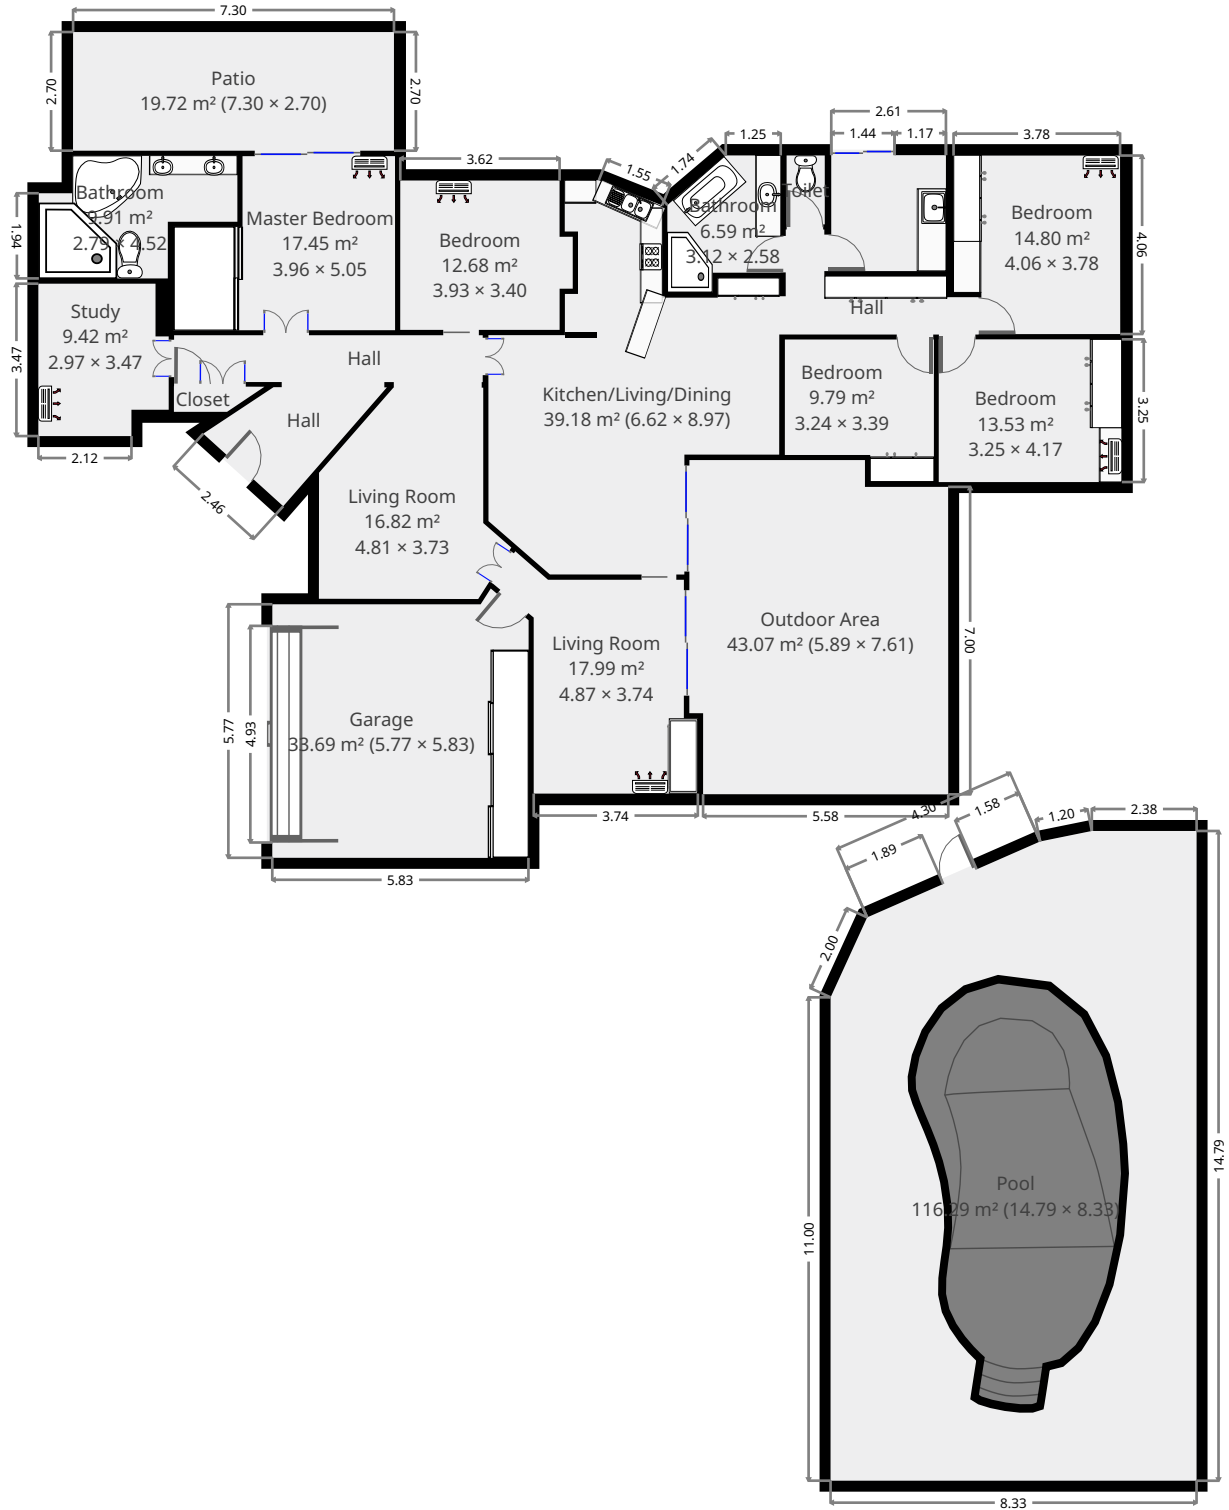 7.30
2.70
2.70
Patio
19.72 m² (7.30 × 2.70)
2.61
1.25
1.44
1.17
3.78
3.62
1.55
1.74
Bathroom
9.91 m²
2.79 × 4.52
1.94
Master Bedroom
17.45 m²
3.96 × 5.05
Bedroom
12.68 m²
3.93 × 3.40
Bathroom
6.59 m²
3.12 × 2.58
Toilet
Bedroom
14.80 m²
4.06 × 3.78
4.06
Study
9.42 m²
2.97 × 3.47
3.47
Hall
Hall
Closet
Hall
Kitchen/Living/Dining
39.18 m² (6.62 × 8.97)
Bedroom
9.79 m²
3.24 × 3.39
Bedroom
13.53 m²
3.25 × 4.17
3.25
2.12
2.46
Living Room
16.82 m²
4.81 × 3.73
Outdoor Area
43.07 m² (5.89 × 7.61)
7.00
Living Room
17.99 m²
4.87 × 3.74
Garage
33.69 m² (5.77 × 5.83)
5.77
4.93
3.74
5.58
5.83
4.30
1.58
1.20
2.38
1.89
2.00
11.00
14.79
Pool
116.29 m² (14.79 × 8.33)
8.33